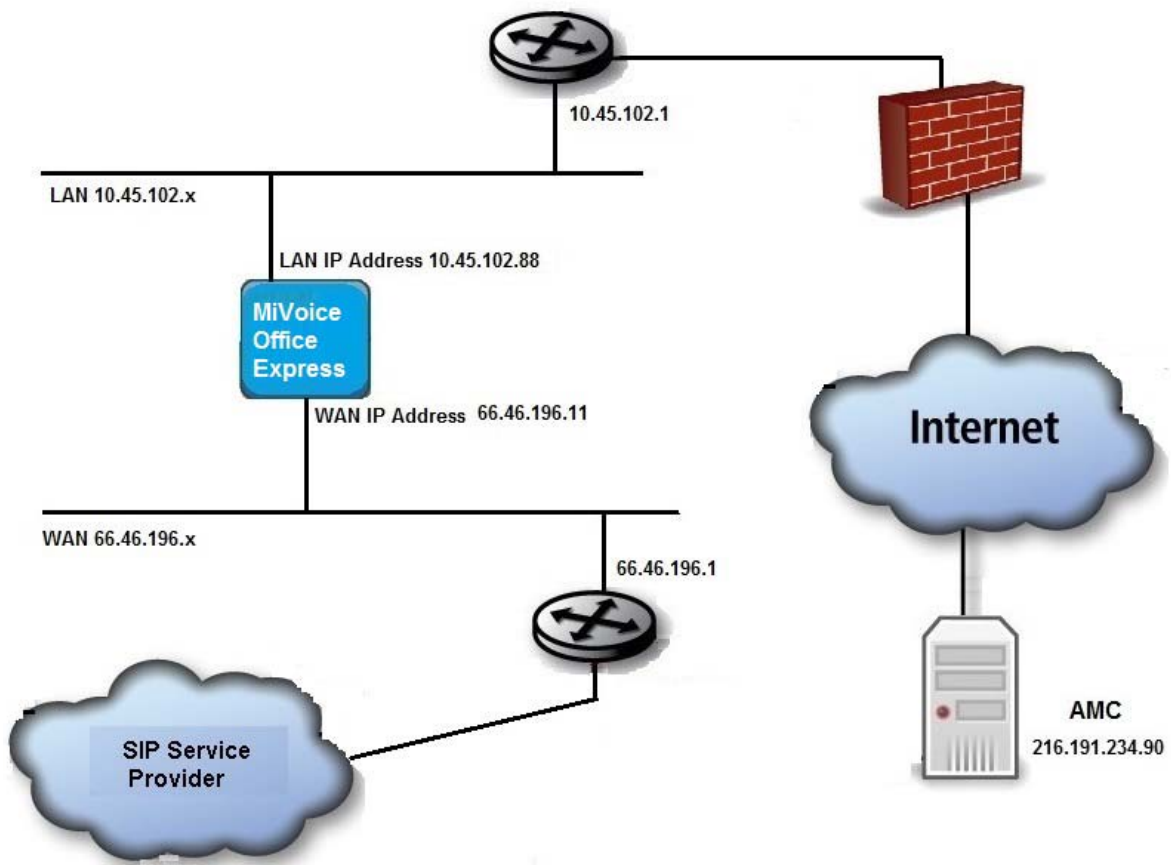 10.45.102.1
LAN 10.45.102.x
LAN IP Address 10.45.102.88
MiVoice
Office
Express
WAN IP Address 66.46.196.11
Internet
WAN 66.46.196.x
66.46.196.1
SIP Service
Provider
AMC
216.191.234.90